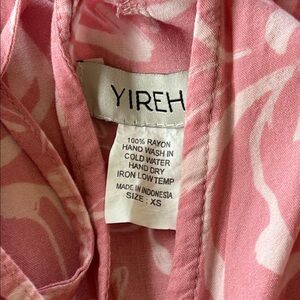 YIREH
100% RAYON
HAND WASH IN
COLD WATER
HAND DRY
IRON LOW TEMP
MADE IN INDONESIA
SIZE : XS